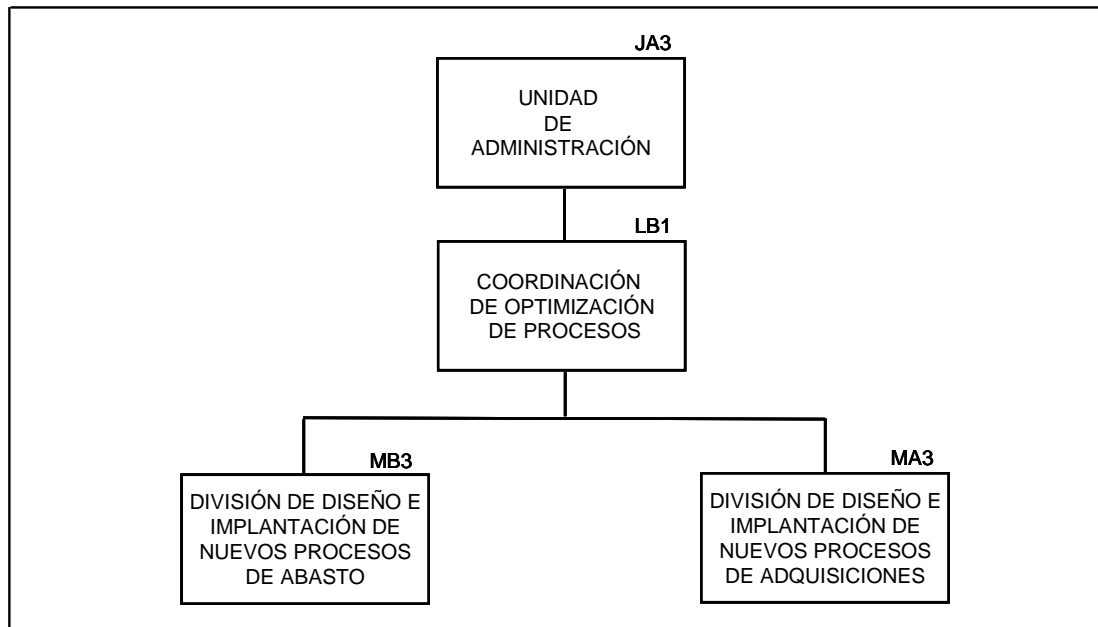 JA3
UNIDAD
DE
ADMINISTRACIÓN
LB1
COORDINACIÓN
DE OPTIMIZACIÓN
DE PROCESOS
MB3
DIVISIÓN DE DISEÑO E
IMPLANTACIÓN DE
NUEVOS PROCESOS
DE ABASTO
MA3
DIVISIÓN DE DISEÑO E
IMPLANTACIÓN DE
NUEVOS PROCESOS
DE ADQUISICIONES